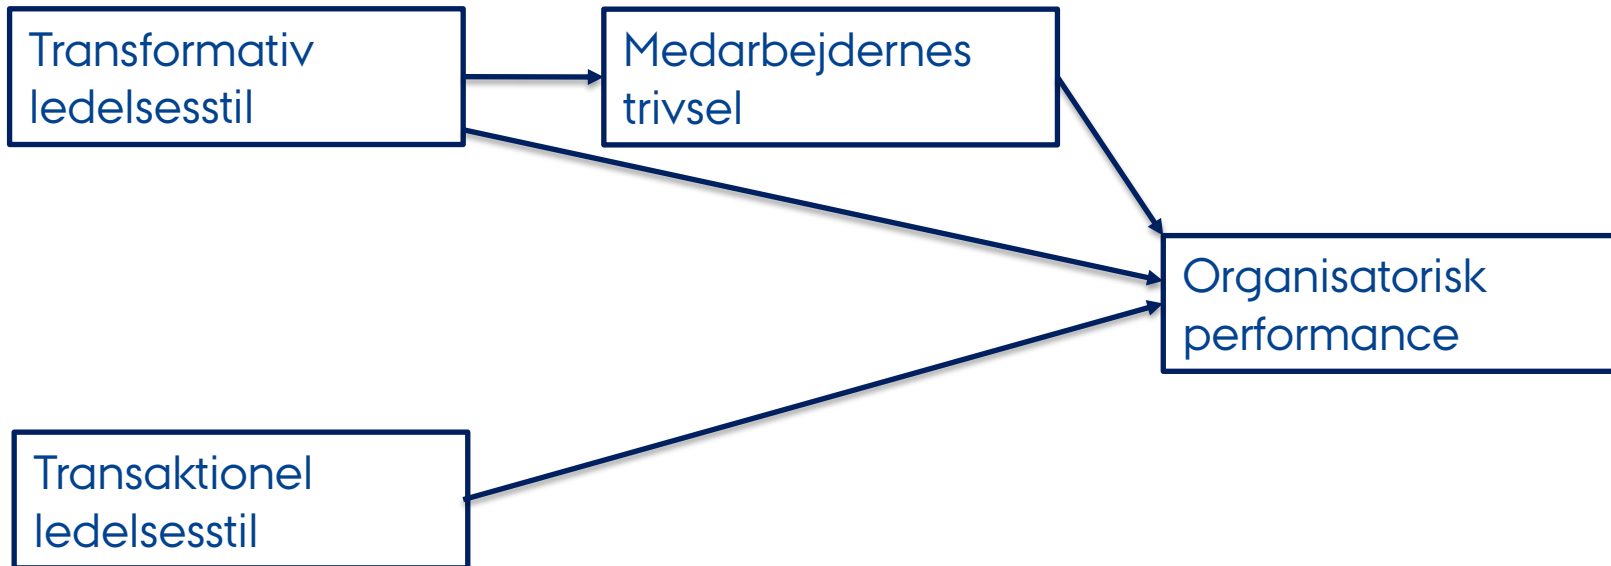 Transformativ
ledelsesstil
Medarbejdernes
trivsel
Organisatorisk
performance
Transaktionel
ledelsesstil